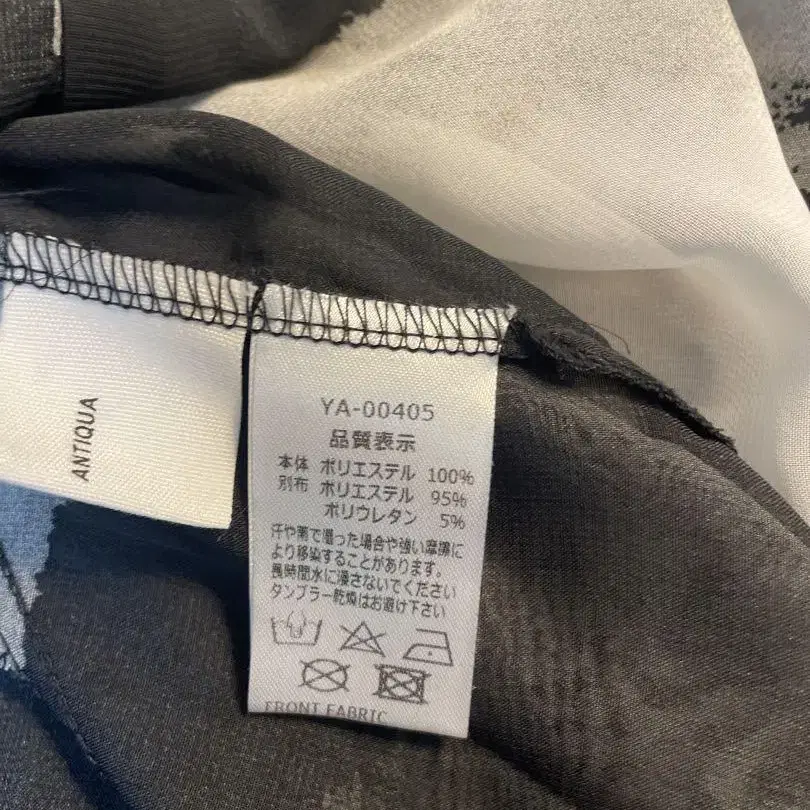 ANTIQUA
YA-00405
品質表示
本体 ポリエステル 100%
別布 ポリエステル 95%
ポリウレタン 5%
汗や雨で湿った場合や強い摩擦に
より移染することがあります。
長時間水に浸さないでください
タンブラー乾燥はお避け下さい
FRONT FABRIC